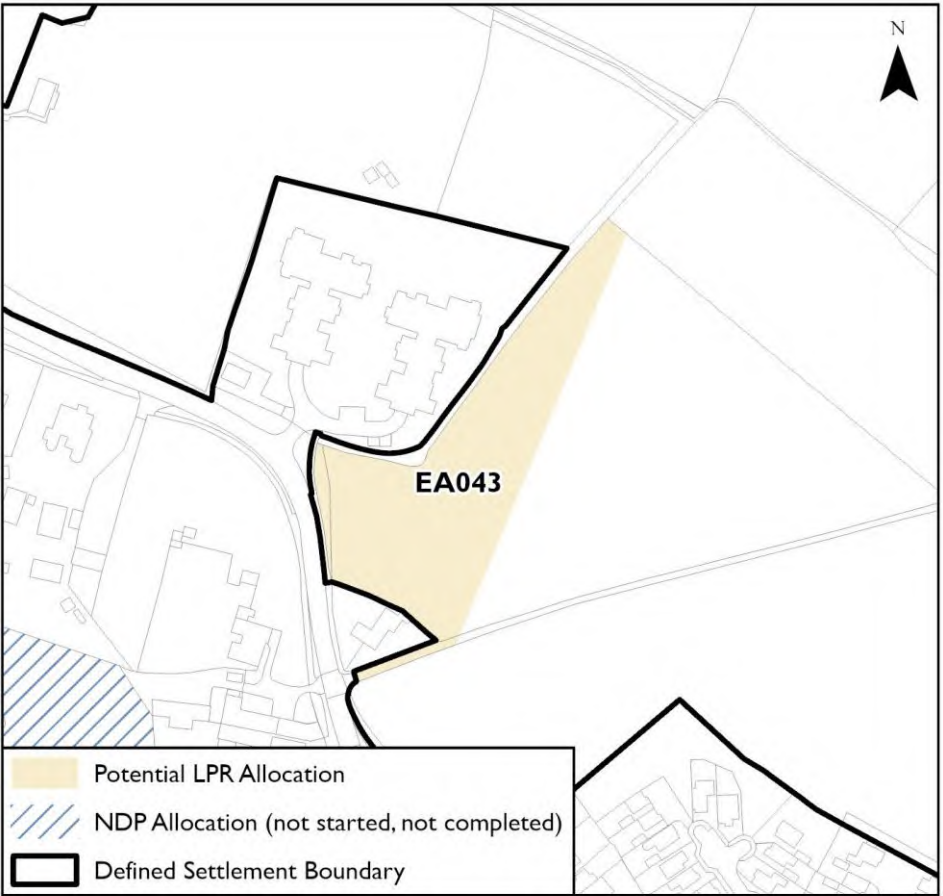 N
EA043
Potential LPR Allocation
NDP Allocation (not started, not completed)
Defined Settlement Boundary